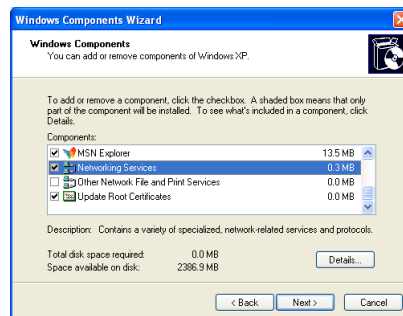 Windows Components Wizard
Windows Components
You can add or remove components of Windows XP.
To add or remove a component, click the checkbox. A shaded box means that only
part of the component will be installed. To see what's included in a component, click
Details.
Components:
MSN Explorer 13.5 MB
Networking Services 0.3 MB
Other Network File and Print Services 0.0 MB
Update Root Certificates 0.0 MB
Description: Contains a variety of specialized, network-related services and protocols.
Total disk space required: 0.0 MB
Space available on disk: 2386.9 MB
Details...
< Back Next > Cancel